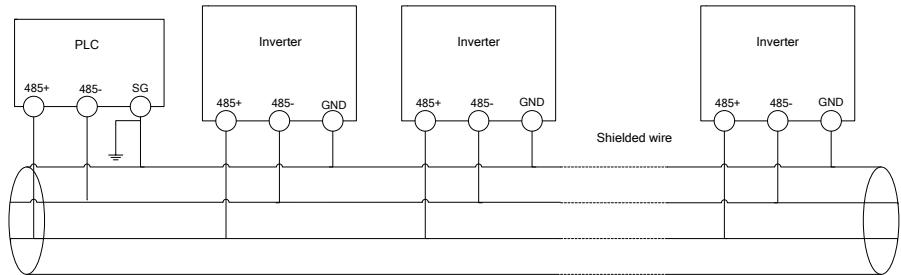 PLC
485+ 485- SG
Inverter
485+ 485- GND
Inverter
485+ 485- GND
Shielded wire
Inverter
485+ 485- GND